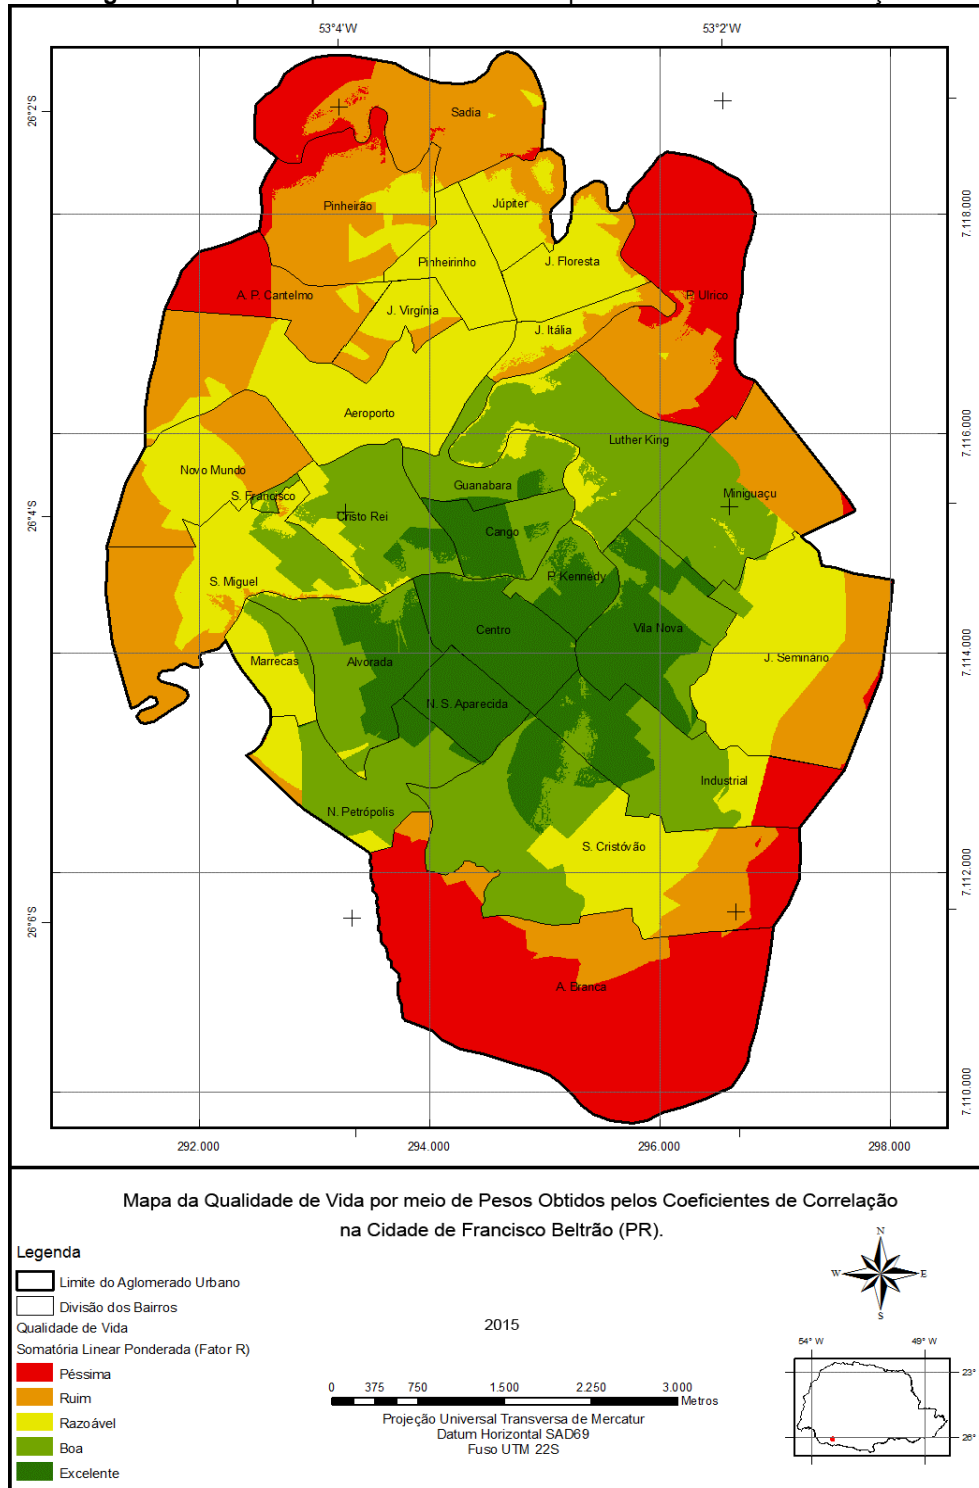 53°4'W
53°2'W
26°2'S
Sadia
Pinheirão
Júpiter
7.118.000
Pinheirinho
J. Floresta
A. P. Cantelmo
P. Ulrico
J. Virgínia
J. Itália
Aeroporto
7.116.000
Luther King
Novo Mundo
Guanabara
S. Francisco
Miniguaçu
26°4'S
Cristo Rei
Cango
S. Miguel
P. Kennedy
Centro
Vila Nova
7.114.000
Marrecas
Alvorada
J. Seminário
N. S. Aparecida
Industrial
N. Petrópolis
S. Cristóvão
7.112.000
26°6'S
A. Branca
7.110.000
292.000
294.000
296.000
298.000
Mapa da Qualidade de Vida por meio de Pesos Obtidos pelos Coeficientes de Correlação
na Cidade de Francisco Beltrão (PR).
Legenda
Limite do Aglomerado Urbano
Divisão dos Bairros
Qualidade de Vida
Somatória Linear Ponderada (Fator R)
Péssima
Ruim
Razoável
Boa
Excelente
2015
0 375 750 1.500 2.250 3.000
Metros
Projeção Universal Transversa de Mercatur
Datum Horizontal SAD69
Fuso UTM 22S
N
W
E
S
54° W
49° W
23°
26°